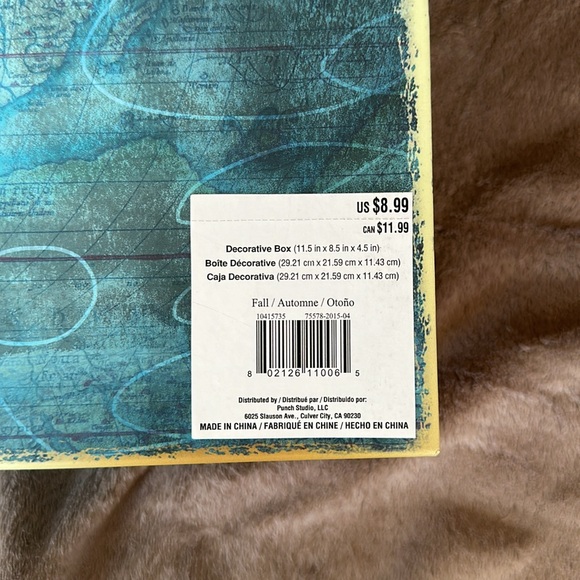 US $8.99
CAN $11.99
Decorative Box (11.5 in x 8.5 in x 4.5 in)
Boîte Décorative (29.21 cm x 21.59 cm x 11.43 cm)
Caja Decorativa (29.21 cm x 21.59 cm x 11.43 cm)
Fall / Automne / Otoño
10415735 75578-2015-04
8 02126 11006 5
Distributed by / Distribué par / Distribuido por:
Punch Studio, LLC
6025 Slauson Ave., Culver City, CA 90230
MADE IN CHINA / FABRIQUÉ EN CHINE / HECHO EN CHINA